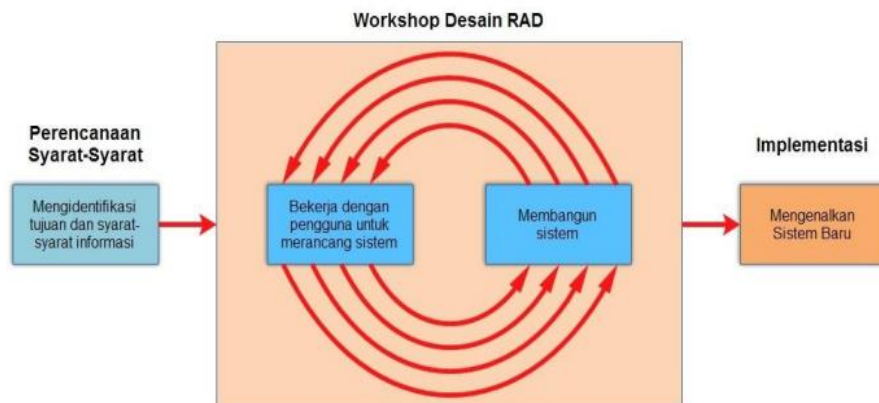 Workshop Desain RAD
Perencanaan
Syarat-Syarat
Mengidentifikasi
tujuan dan syarat-
syarat informasi
Bekerja dengan
pengguna untuk
merancang sistem
Membangun
sistem
Implementasi
Mengenalkan
Sistem Baru